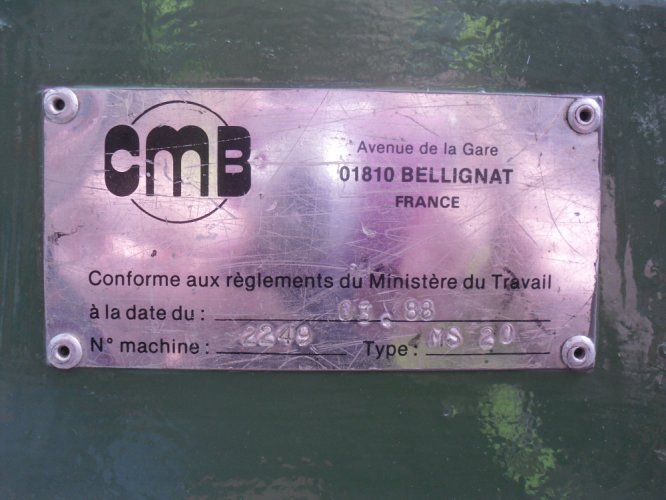 CMB
Avenue de la Gare
01810 BELLIGNAT
FRANCE
Conforme aux règlements du Ministère du Travail
à la date du : 03.88
N° machine : 2249 Type : MS 20